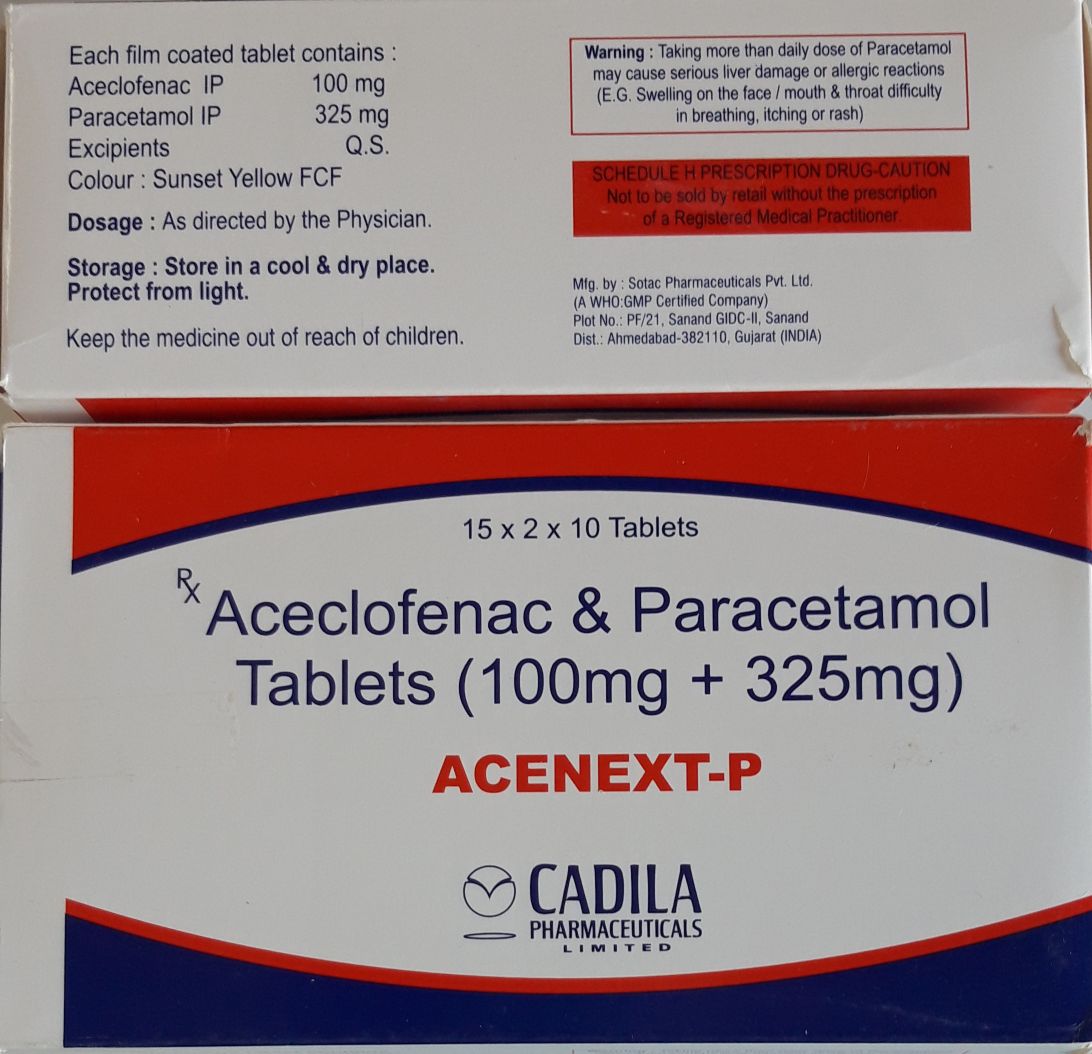 Each film coated tablet contains :
Aceclofenac IP 100 mg
Paracetamol IP 325 mg
Excipients Q.S.
Colour : Sunset Yellow FCF
Dosage : As directed by the Physician.
Storage : Store in a cool & dry place.
Protect from light.
Keep the medicine out of reach of children.
Warning : Taking more than daily dose of Paracetamol
may cause serious liver damage or allergic reactions
(E.G. Swelling on the face / mouth & throat difficulty
in breathing, itching or rash)
SCHEDULE H PRESCRIPTION DRUG-CAUTION
Not to be sold by retail without the prescription
of a Registered Medical Practitioner.
Mfg. by : Sotac Pharmaceuticals Pvt. Ltd.
(A WHO:GMP Certified Company)
Plot No.: PF/21, Sanand GIDC-II, Sanand
Dist.: Ahmedabad-382110, Gujarat (INDIA)
15 x 2 x 10 Tablets
Rx Aceclofenac & Paracetamol
Tablets (100mg + 325mg)
ACENEXT-P
CADILA
PHARMACEUTICALS
LIMITED